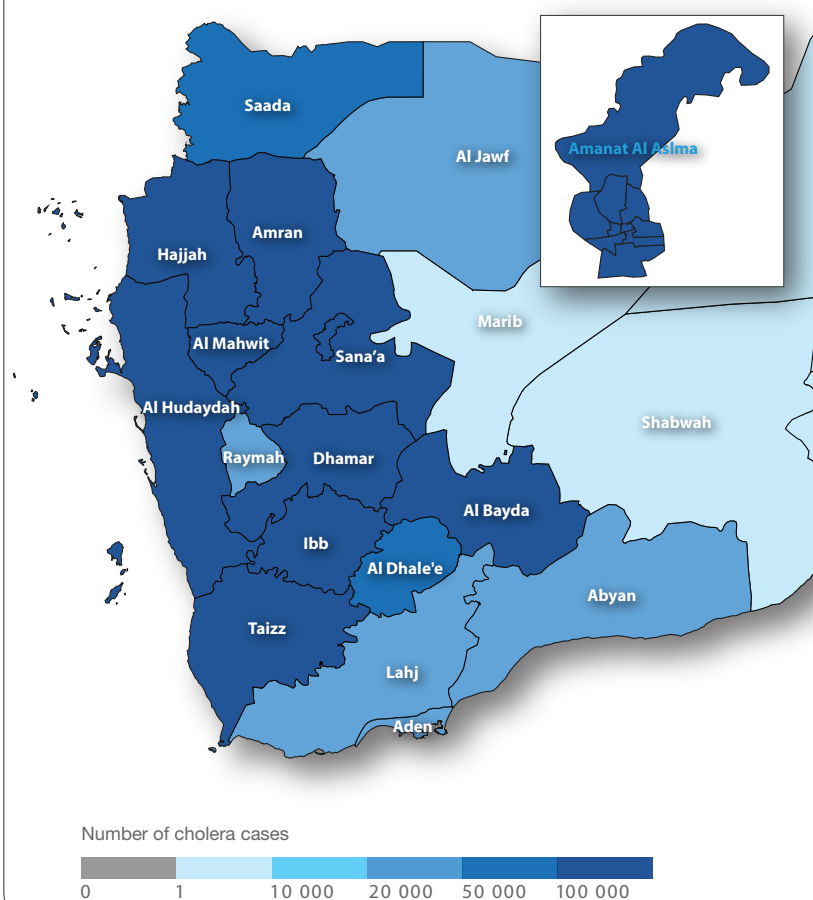 Saada
Al Jawf
Amanat Al Aslma
Amran
Hajjah
Marib
Al Mahwit
Sana’a
Al Hudaydah
Shabwah
Raymah
Dhamar
Al Bayda
Ibb
Al Dhale'e
Abyan
Taizz
Lahj
Aden
Number of cholera cases
0 1 10 000 20 000 50 000 100 000